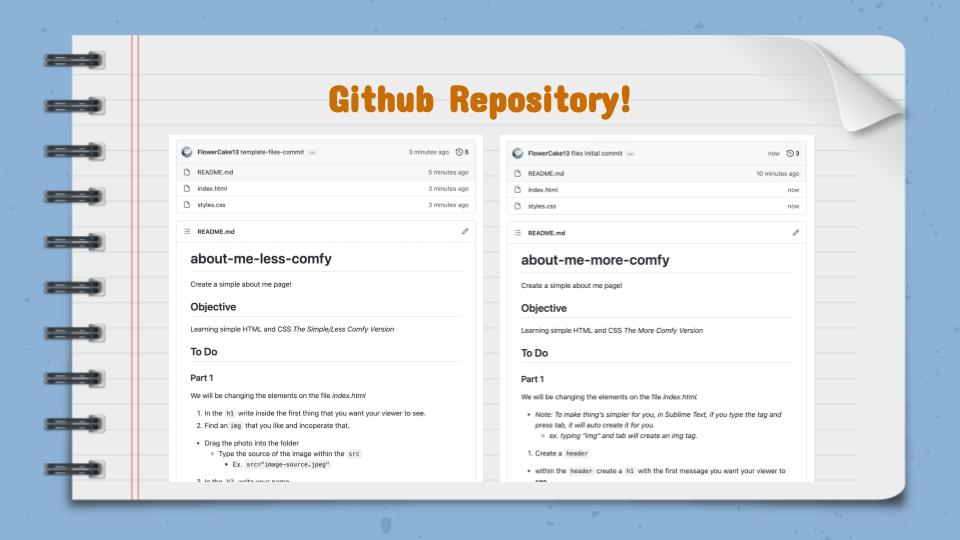 Github Repository!
FlowerCake13 template-files-commit ... 3 minutes ago 5
README.md 5 minutes ago
index.html 3 minutes ago
styles.css 3 minutes ago
README.md
about-me-less-comfy
Create a simple about me page!
Objective
Learning simple HTML and CSS The Simple/Less Comfy Version
To Do
Part 1
We will be changing the elements on the file index.html
1. In the h1 write inside the first thing that you want your viewer to see.
2. Find an img that you like and incoperate that.
• Drag the photo into the folder
◦ Type the source of the image within the src
▪ Ex. src="image-source.jpeg"
3. In the h2 write your name
FlowerCake13 files initial commit ... now 3
README.md 10 minutes ago
index.html now
styles.css now
README.md
about-me-more-comfy
Create a simple about me page!
Objective
Learning simple HTML and CSS The More Comfy Version
To Do
Part 1
We will be changing the elements on the file index.html
• Note: To make thing's simpler for you, in Sublime Text, if you type the tag and
press tab, it will auto create it for you.
◦ ex. typing "img" and tab will create an img tag.
1. Create a header
• within the header create a h1 with the first message you want your viewer to
see